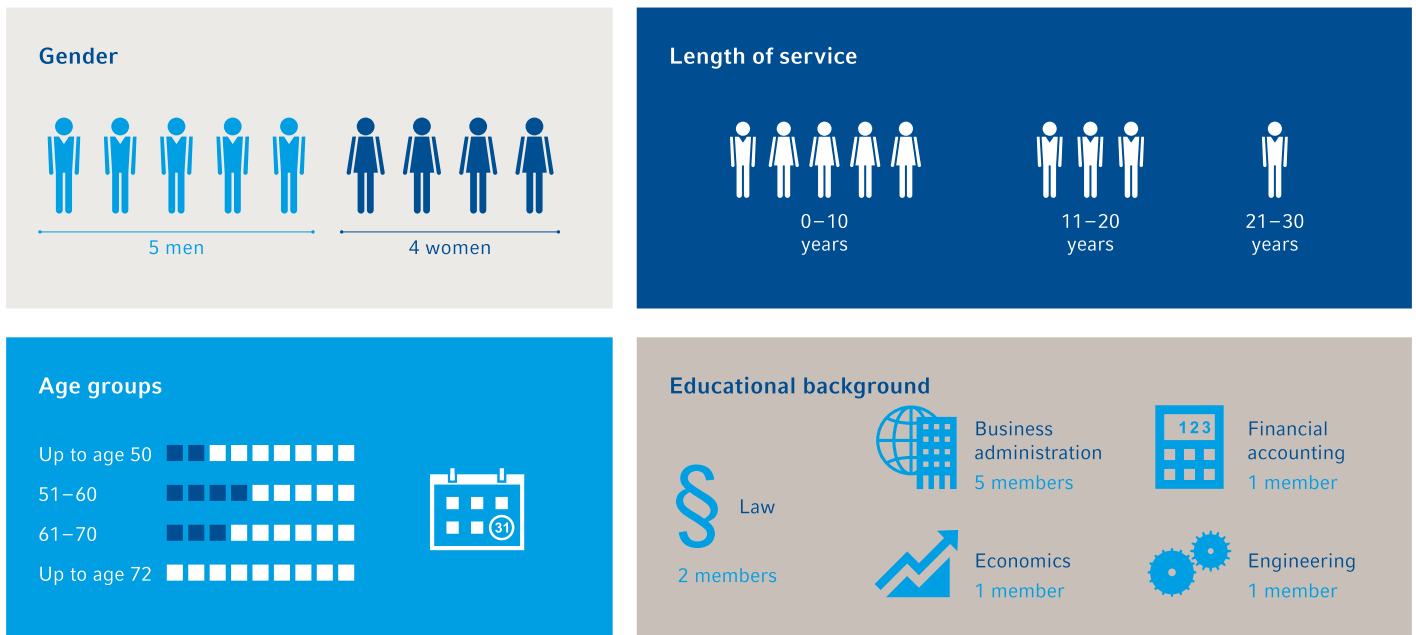 Gender
5 men
4 women
Length of service
0–10
years
11–20
years
21–30
years
Age groups
Up to age 50
51–60
61–70
Up to age 72
31
Educational background
§
Law
2 members
Business
administration
5 members
Economics
1 member
123
Financial
accounting
1 member
Engineering
1 member